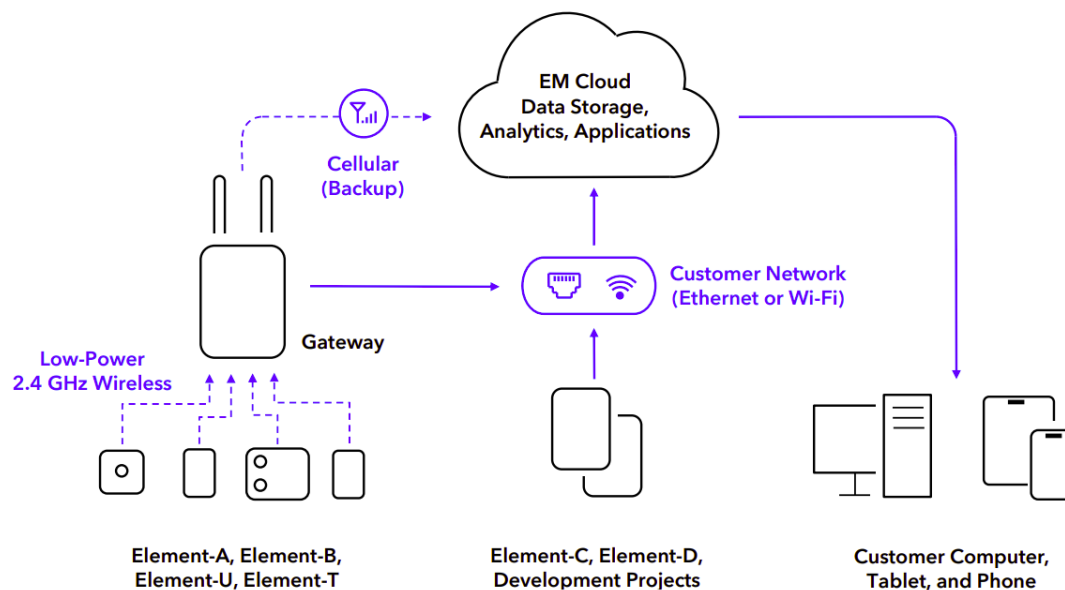 EM Cloud
Data Storage,
Analytics, Applications
Cellular
(Backup)
Customer Network
(Ethernet or Wi-Fi)
Gateway
Low-Power
2.4 GHz Wireless
Element-A, Element-B,
Element-U, Element-T
Element-C, Element-D,
Development Projects
Customer Computer,
Tablet, and Phone